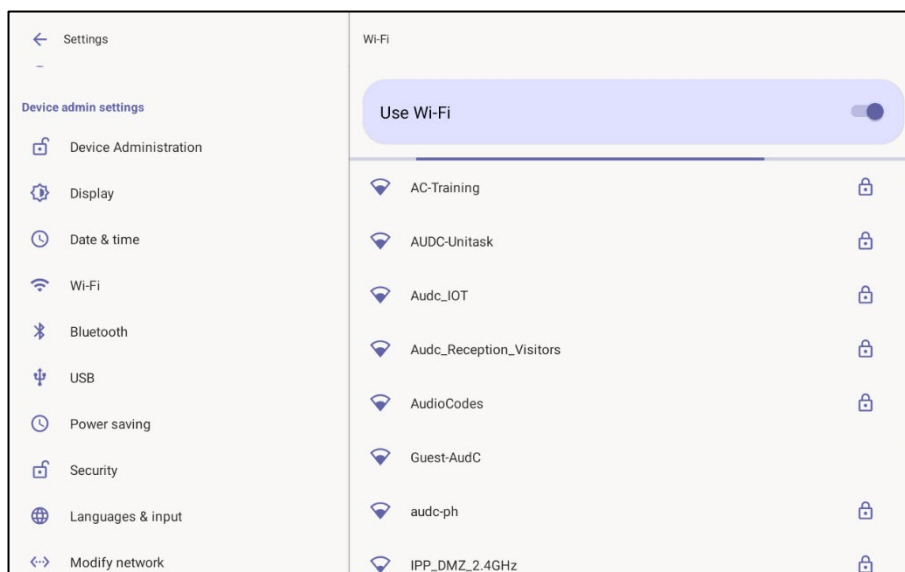 Settings
Device admin settings
Device Administration
Display
Date & time
Wi-Fi
Bluetooth
USB
Power saving
Security
Languages & input
Modify network
Wi-Fi
Use Wi-Fi
AC-Training
AUDC-Unitask
Audc_IOT
Audc_Reception_Visitors
AudioCodes
Guest-AudC
audc-ph
IPP_DMZ_2.4GHz